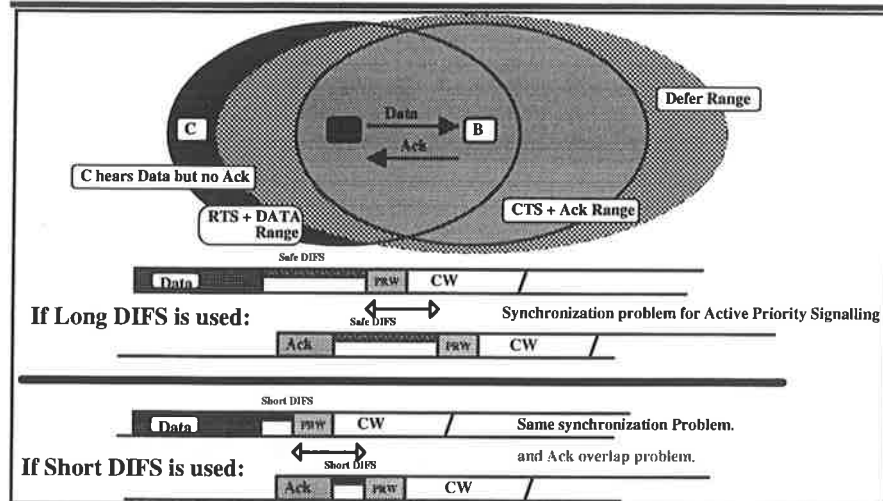 Defer Range
Data
C
B
Ack
C hears Data but no Ack
RTS + DATA
Range
CTS + Ack Range
Safe DIFS
Data
PRW
CW
If Long DIFS is used:
Synchronization problem for Active Priority Signalling
Safe DIFS
Ack
PRW
CW
Short DIFS
Data
PRW
CW
Same synchronization Problem.
and Ack overlap problem.
If Short DIFS is used:
Short DIFS
Ack
PRW
CW